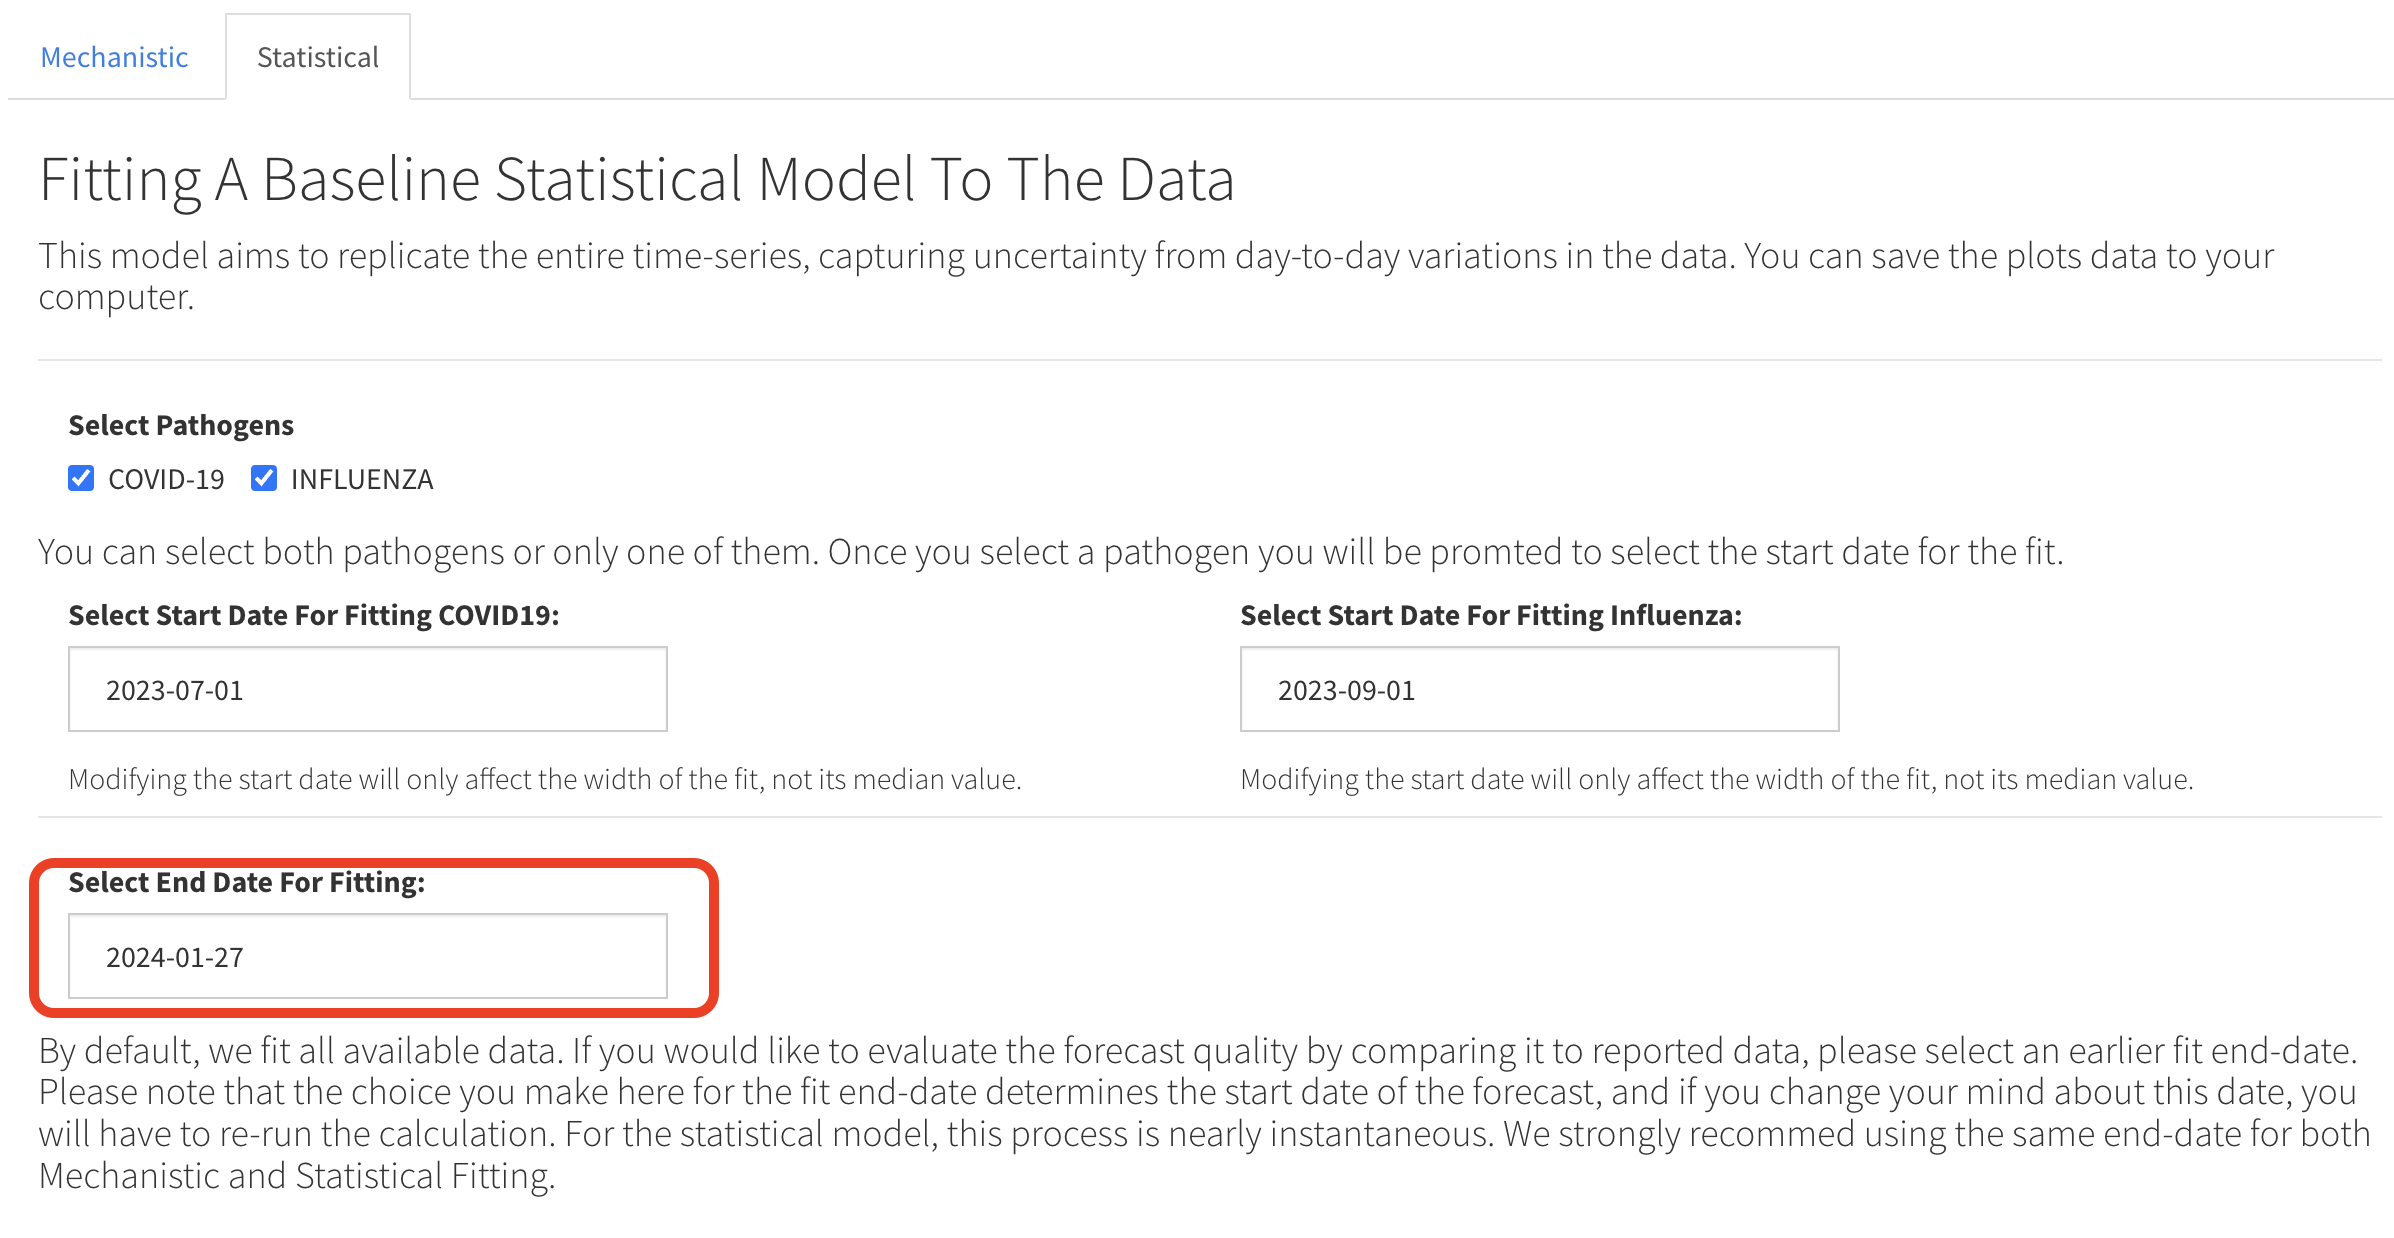 Mechanistic Statistical
Fitting A Baseline Statistical Model To The Data
This model aims to replicate the entire time-series, capturing uncertainty from day-to-day variations in the data. You can save the plots data to your
computer.
Select Pathogens
COVID-19 INFLUENZA
You can select both pathogens or only one of them. Once you select a pathogen you will be promted to select the start date for the fit.
Select Start Date For Fitting COVID19:
2023-07-01
Modifying the start date will only affect the width of the fit, not its median value.
Select Start Date For Fitting Influenza:
2023-09-01
Modifying the start date will only affect the width of the fit, not its median value.
Select End Date For Fitting:
2024-01-27
By default, we fit all available data. If you would like to evaluate the forecast quality by comparing it to reported data, please select an earlier fit end-date.
Please note that the choice you make here for the fit end-date determines the start date of the forecast, and if you change your mind about this date, you
will have to re-run the calculation. For the statistical model, this process is nearly instantaneous. We strongly recommed using the same end-date for both
Mechanistic and Statistical Fitting.